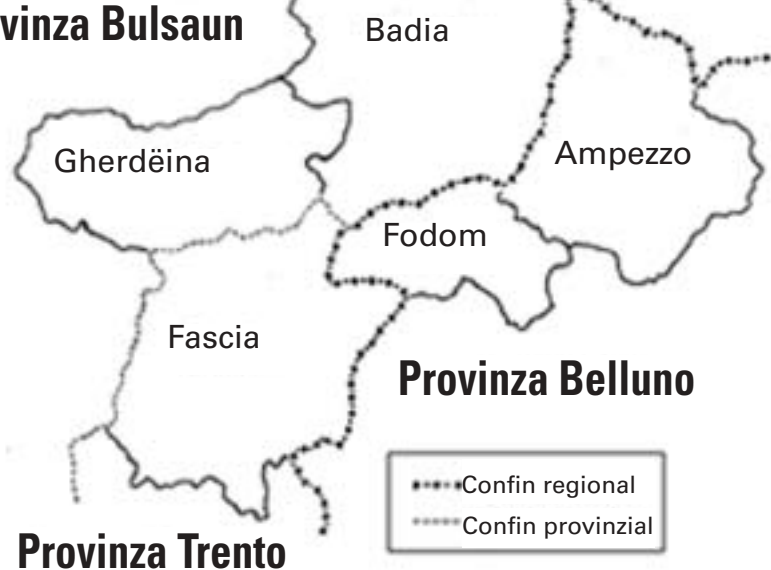 vinza Bulsaun
Badia
Gherdëina
Ampezzo
Fodom
Fascia
Provinza Belluno
Confin regional
Confin provinzial
Provinza Trento